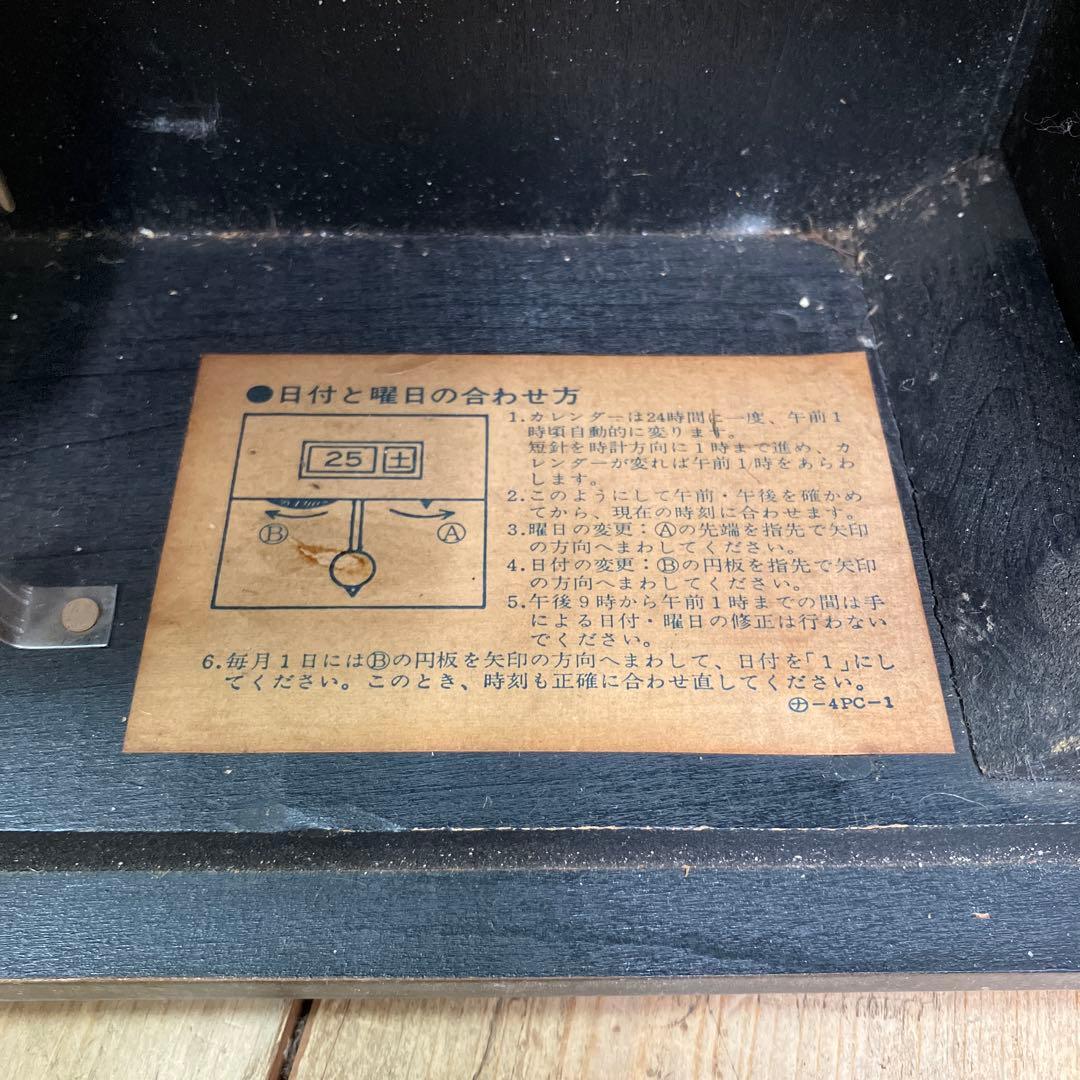 ●日付と曜日の合わせ方
25 土
Ⓑ Ⓐ
1.カレンダーは24時間に一度、午前1
時頃自動的に変ります。
短針を時計方向に1時まで進め、カ
レンダーが変れば午前1時をあらわ
します。
2.このようにして午前・午後を確かめ
てから、現在の時刻に合わせます。
3.曜日の変更：Ⓐの先端を指先で矢印
の方向へまわしてください。
4.日付の変更：Ⓑの円板を指先で矢印
の方向へまわしてください。
5.午後9時から午前1時までの間は手
による日付・曜日の修正は行わない
でください。
6.毎月1日にはⒷの円板を矢印の方向へまわして、日付を「1」にし
てください。このとき、時刻も正確に合わせ直してください。
㋤-4PC-1